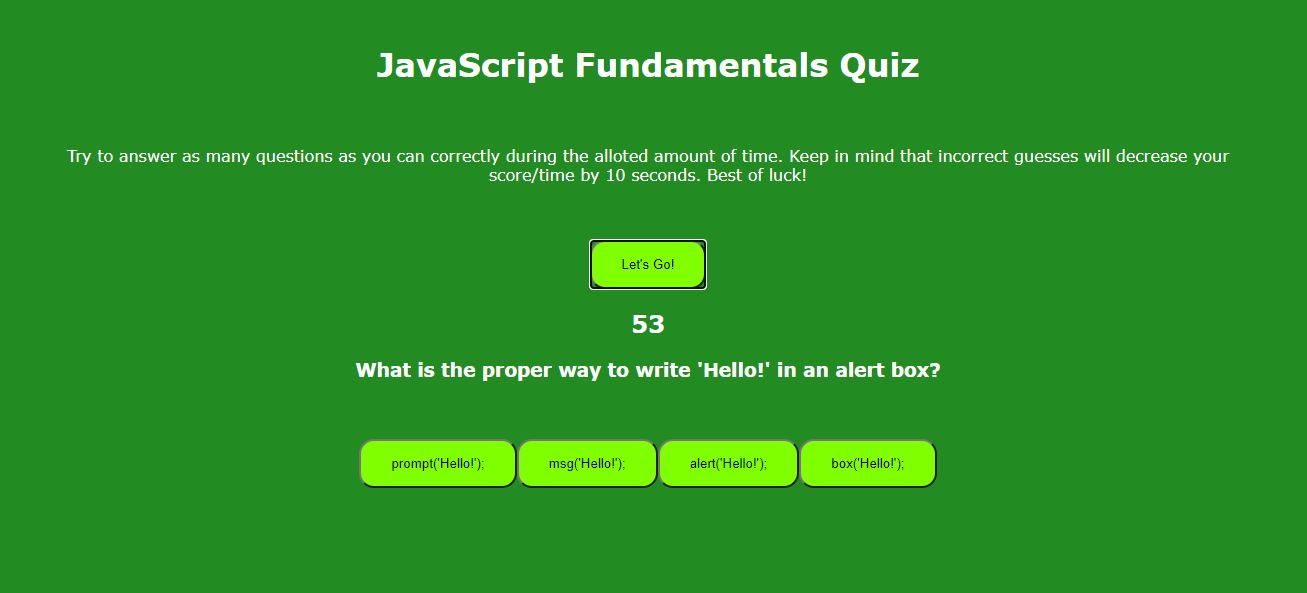 JavaScript Fundamentals Quiz
Try to answer as many questions as you can correctly during the alloted amount of time. Keep in mind that incorrect guesses will decrease your
score/time by 10 seconds. Best of luck!
Let's Go!
53
What is the proper way to write 'Hello!' in an alert box?
prompt('Hello!'); msg('Hello!'); alert('Hello!'); box('Hello!');